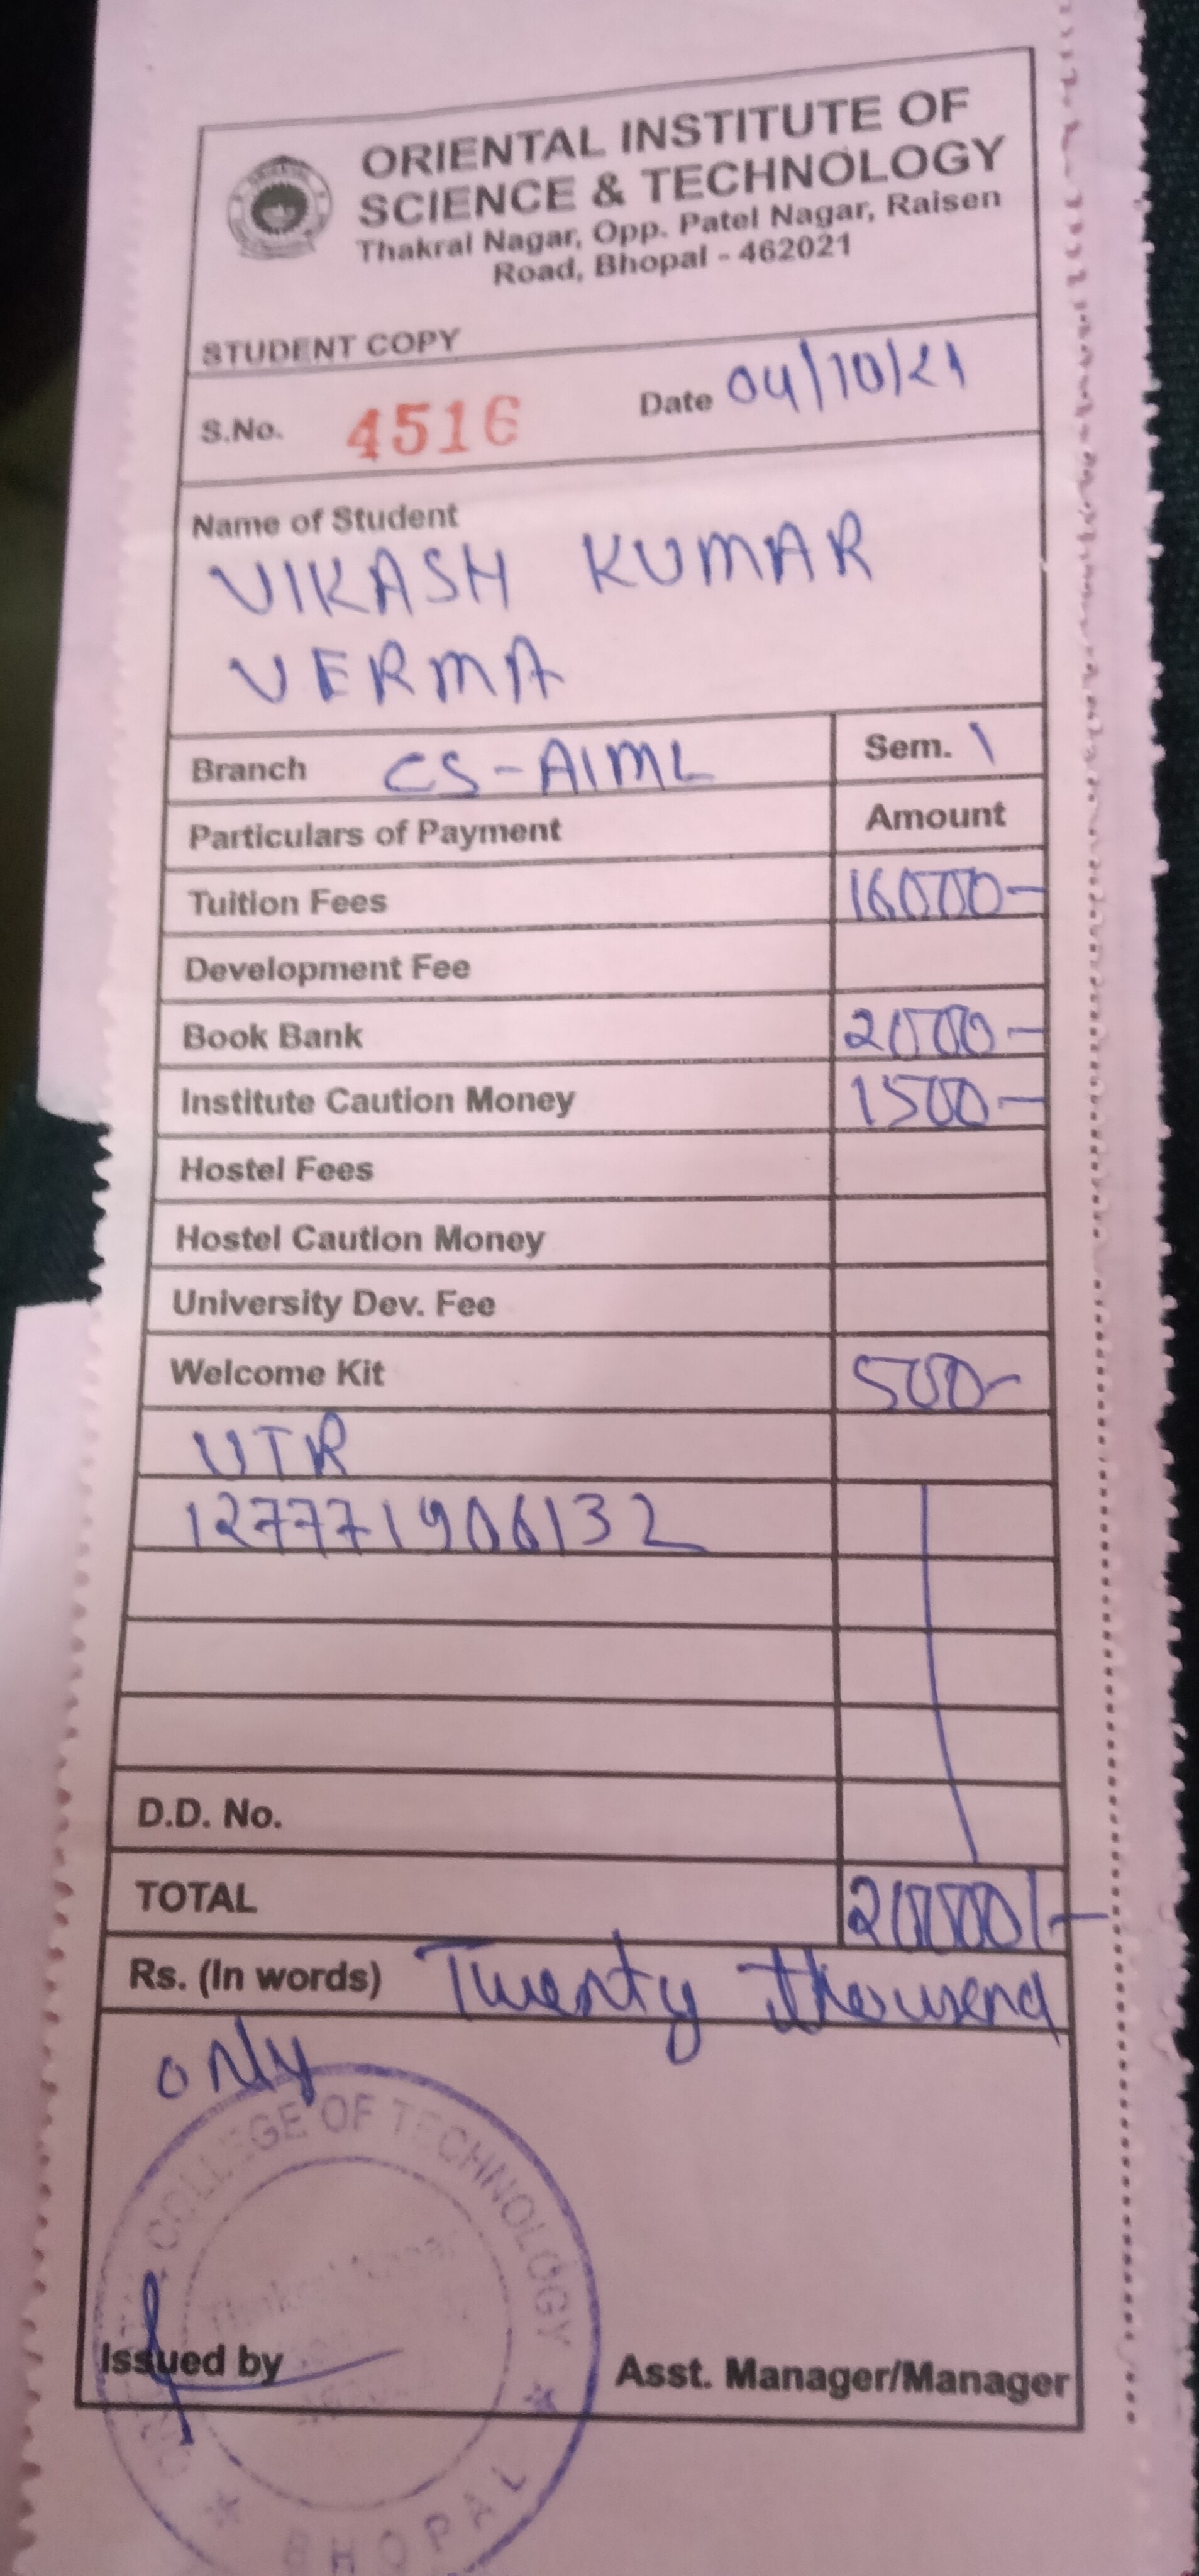 ORIENTAL INSTITUTE OF
SCIENCE & TECHNOLOGY
Thakral Nagar, Opp. Patel Nagar, Raisen
Road, Bhopal - 462021
STUDENT COPY
S.No. 4516 Date 04/10/21
Name of Student
VIKASH KUMAR
VERMA
Branch CS-AIML Sem. 1
Particulars of Payment Amount
Tuition Fees 16000-
Development Fee
Book Bank 2000-
Institute Caution Money 1500-
Hostel Fees
Hostel Caution Money
University Dev. Fee
Welcome Kit 500-
UTR
127771906132
D.D. No.
TOTAL 20000/-
Rs. (In words) Twenty thousend
only
COLLEGE OF TECHNOLOGY
Issued by Asst. Manager/Manager
BHOPAL